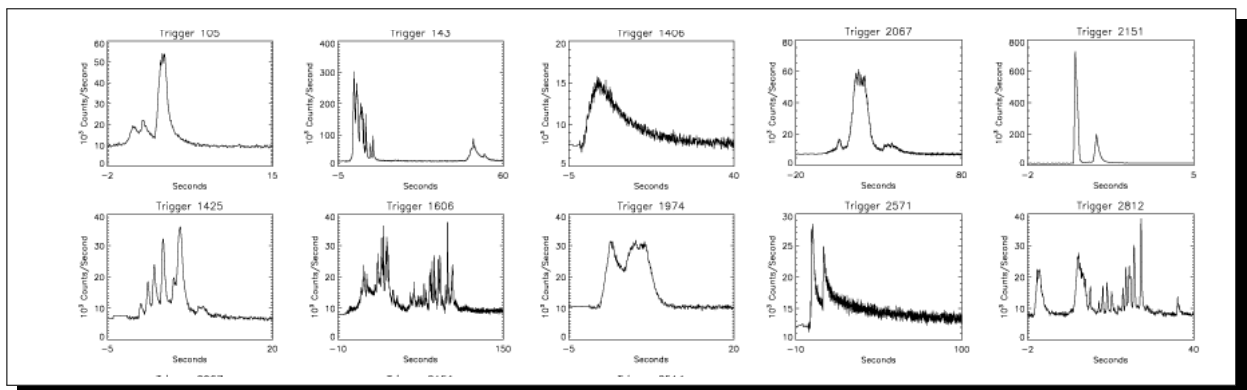 Trigger 105
60
50
40
30
20
10
0
10³ Counts/Second
-2 15
Seconds
Trigger 143
400
300
200
100
0
10³ Counts/Second
-5 60
Seconds
Trigger 1406
20
15
10
5
10³ Counts/Second
-5 40
Seconds
Trigger 2067
80
60
40
20
0
10³ Counts/Second
-20 80
Seconds
Trigger 2151
800
600
400
200
0
10³ Counts/Second
-2 5
Seconds
Trigger 1425
40
30
20
10
0
10³ Counts/Second
-5 20
Seconds
Trigger 1606
40
30
20
10
0
10³ Counts/Second
-10 150
Seconds
Trigger 1974
40
30
20
10
0
10³ Counts/Second
-5 20
Seconds
Trigger 2571
30
25
20
15
10
10³ Counts/Second
-10 100
Seconds
Trigger 2812
40
30
20
10
0
10³ Counts/Second
-2 40
Seconds